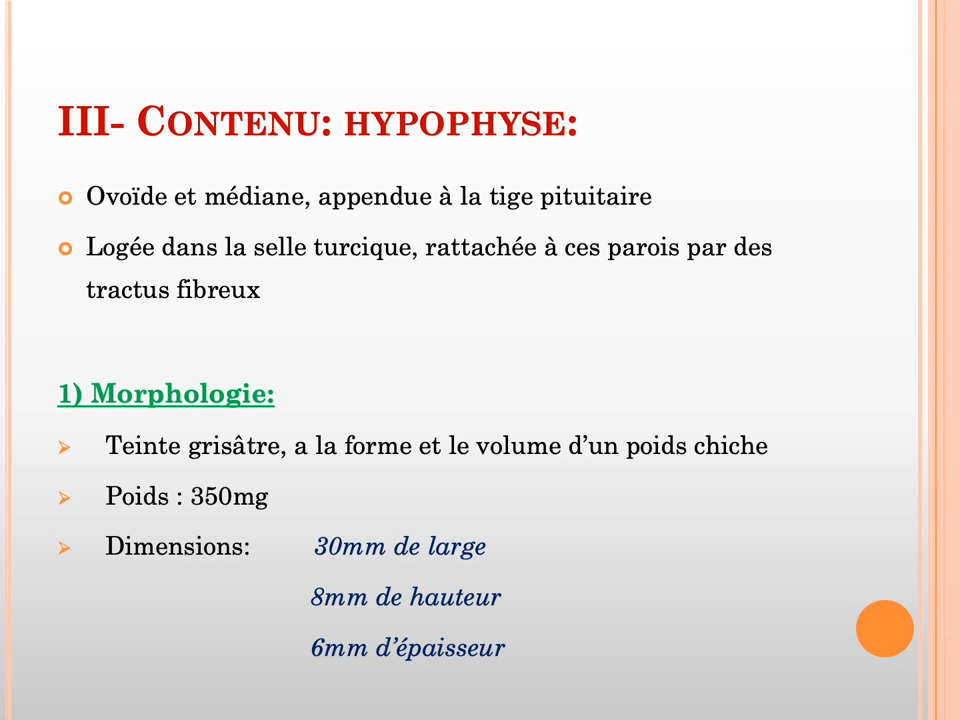 III- CONTENU: HYPOPHYSE:
Ovoïde et médiane, appendue à la tige pituitaire
Logée dans la selle turcique, rattachée à ces parois par des
tractus fibreux
1) Morphologie:
Teinte grisâtre, a la forme et le volume d’un poids chiche
Poids : 350mg
Dimensions: 30mm de large
8mm de hauteur
6mm d’épaisseur